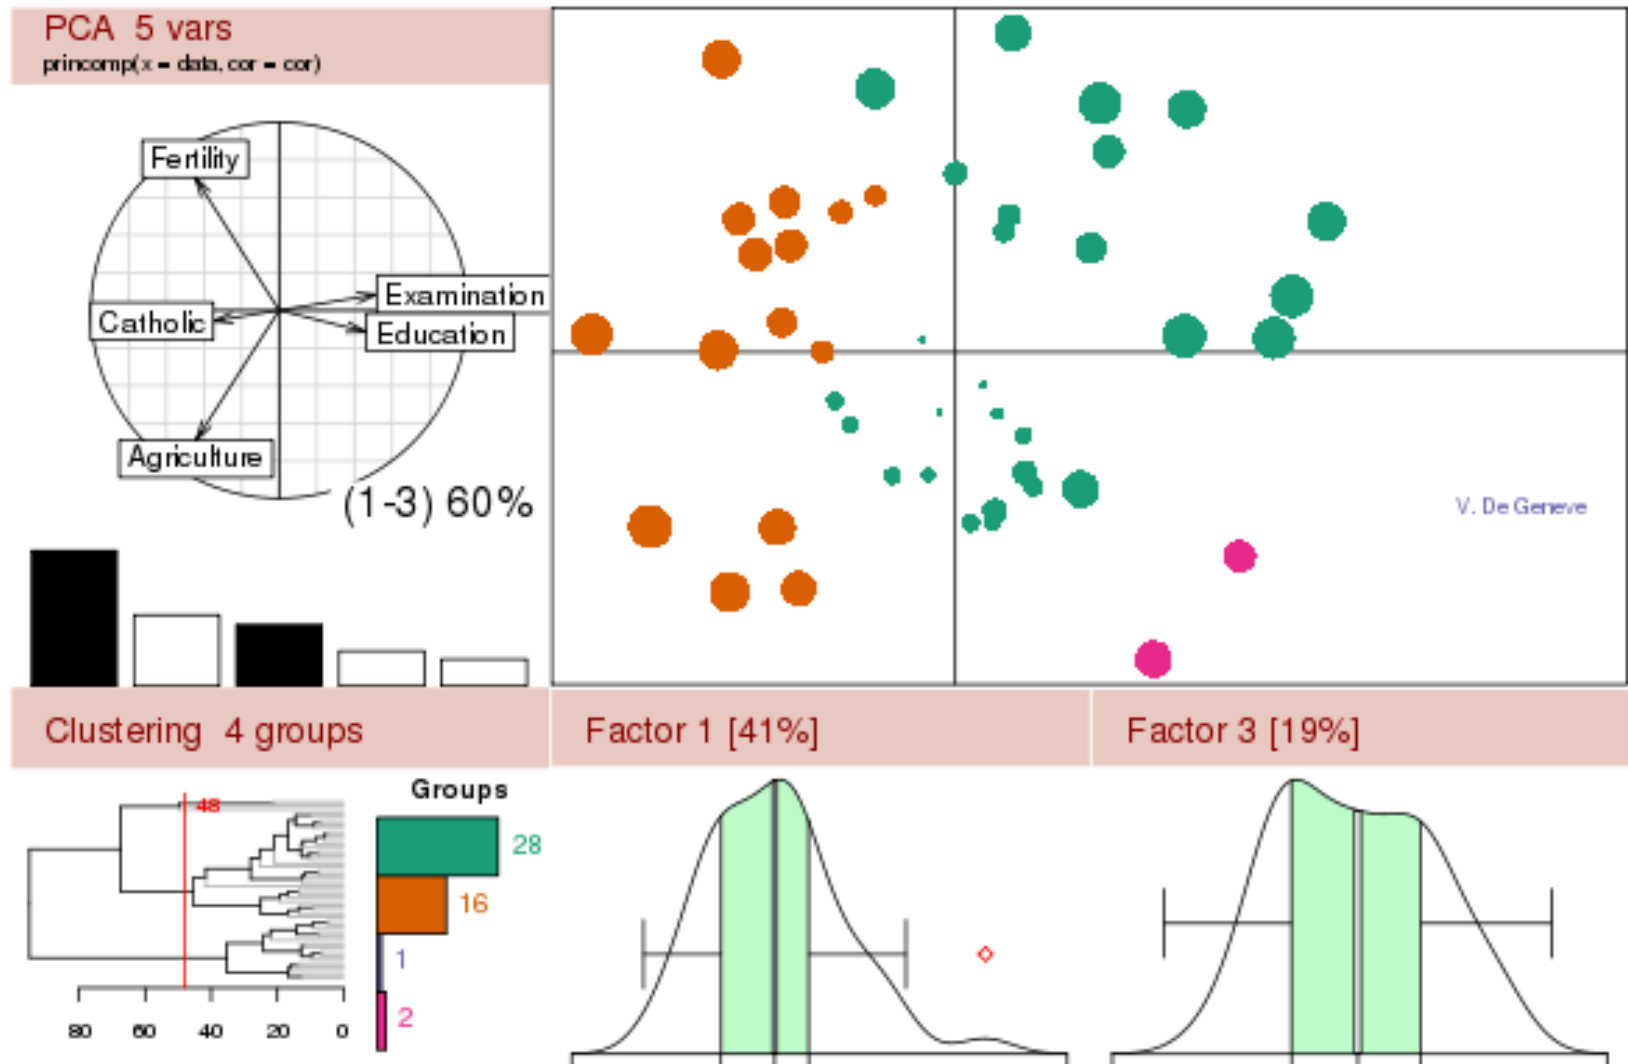 PCA 5 vars
princomp(x = data, cor = cor)
Fertility
Examination
Catholic
Education
Agriculture
(1-3) 60%
V. De Geneve
Clustering 4 groups
Factor 1 [41%]
Factor 3 [19%]
Groups
48
28
16
1
2
80 60 40 20 0